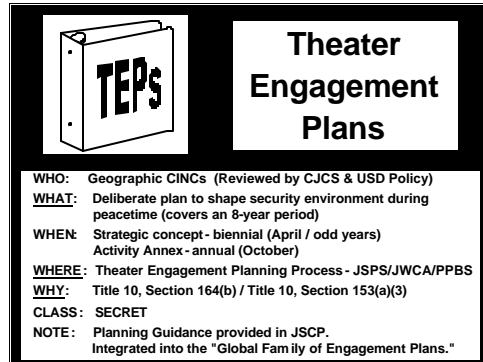 TEPs
Theater
Engagement
Plans
WHO: Geographic CINCs (Reviewed by CJCS & USD Policy)
WHAT: Deliberate plan to shape security environment during
peacetime (covers an 8-year period)
WHEN: Strategic concept - biennial (April / odd years)
Activity Annex - annual (October)
WHERE: Theater Engagement Planning Process - JSPS/JWCA/PPBS
WHY: Title 10, Section 164(b) / Title 10, Section 153(a)(3)
CLASS: SECRET
NOTE: Planning Guidance provided in JSCP.
Integrated into the "Global Family of Engagement Plans."